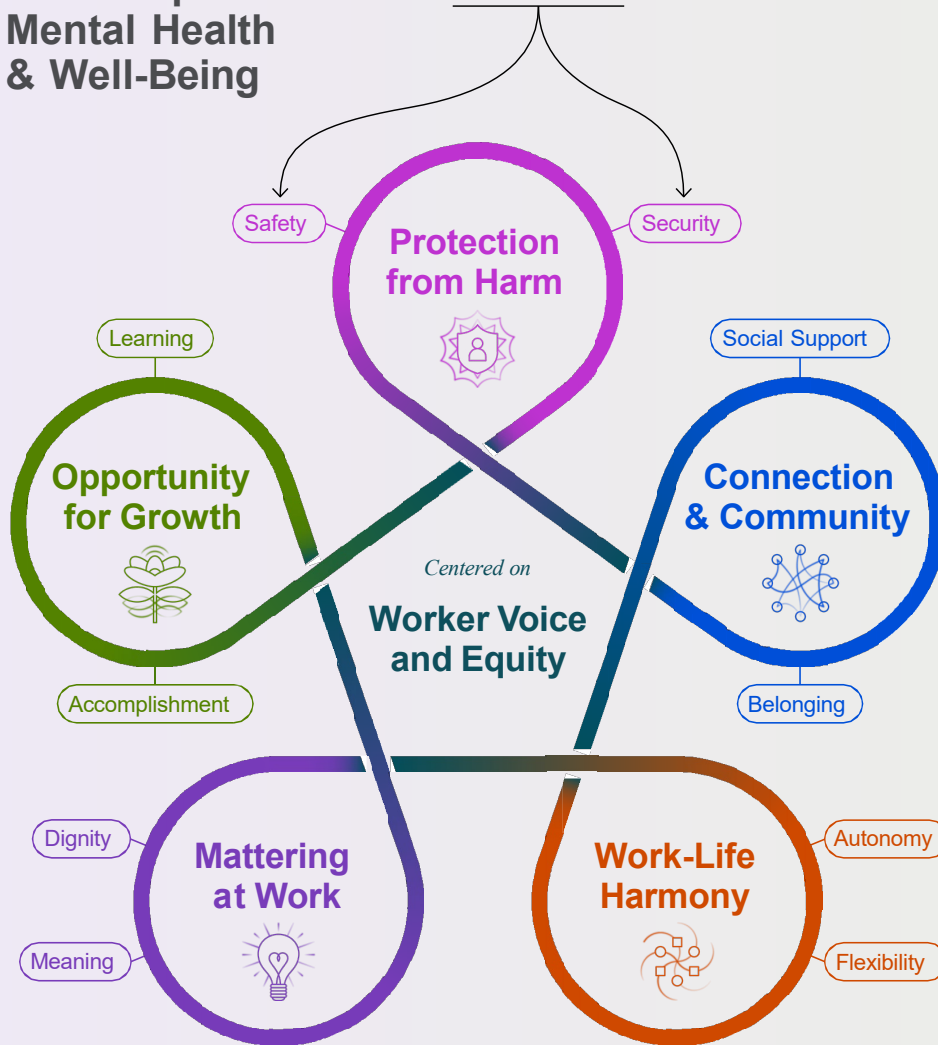 Mental Health
& Well-Being
Safety
Security
Protection
from Harm
Learning
Social Support
Opportunity
for Growth
Connection
& Community
Centered on
Worker Voice
and Equity
Accomplishment
Belonging
Dignity
Autonomy
Mattering
at Work
Work-Life
Harmony
Meaning
Flexibility